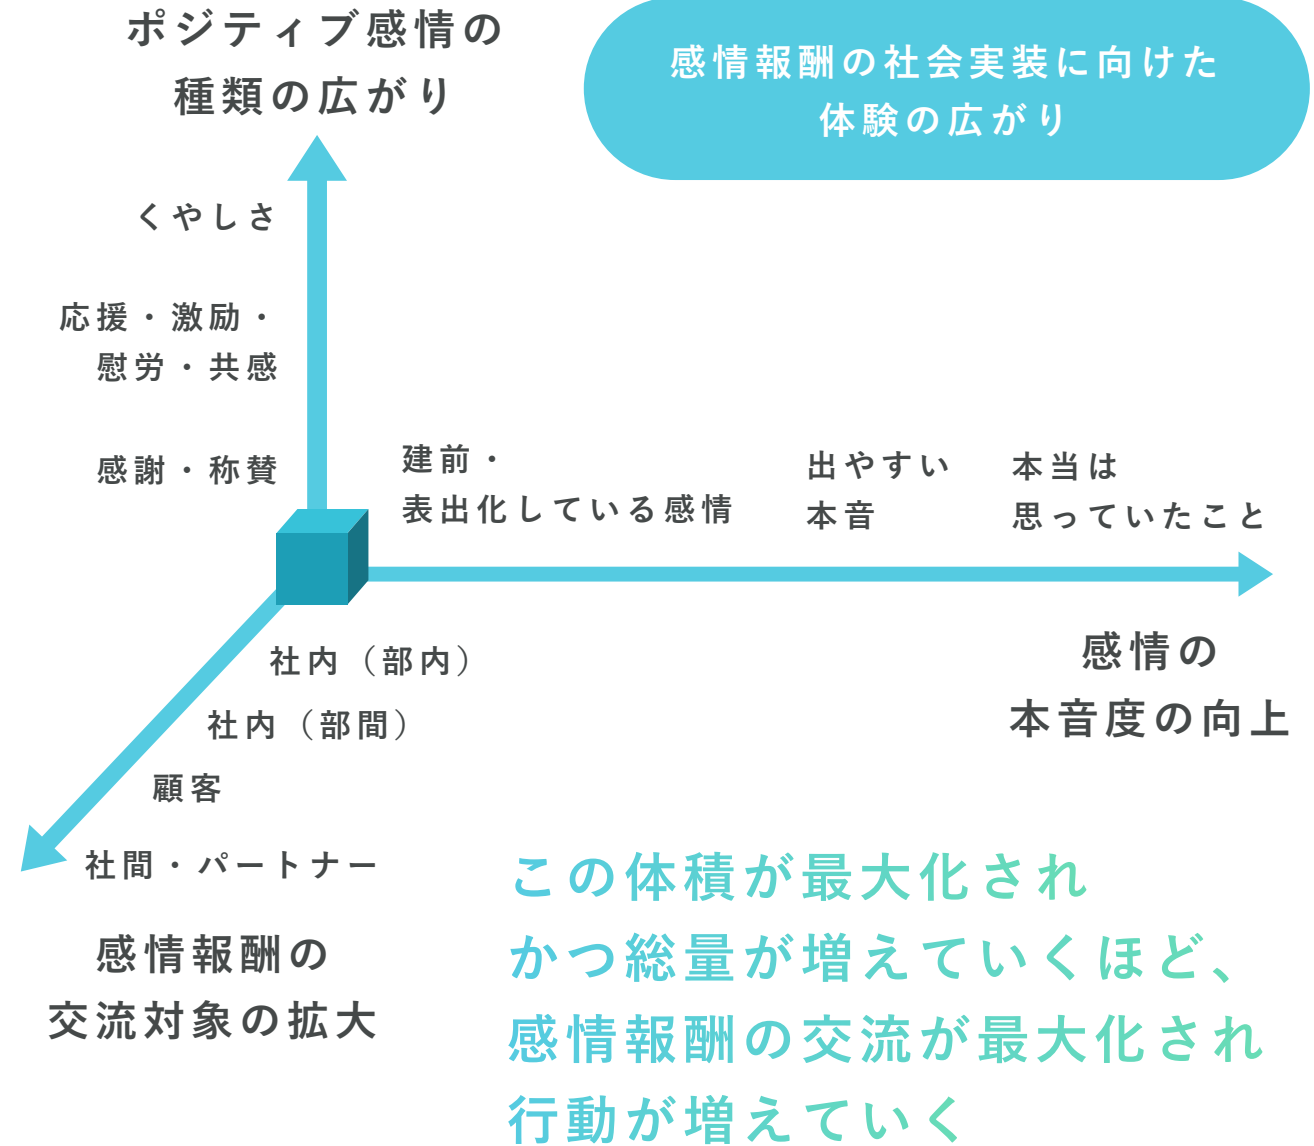 ポジティブ感情の
種類の広がり
感情報酬の社会実装に向けた
体験の広がり
くやしさ
応援・激励・
慰労・共感
感謝・称賛
建前・
表出化している感情
出やすい
本音
本当は
思っていたこと
感情の
本音度の向上
社内（部内）
社内（部間）
顧客
社間・パートナー
感情報酬の
交流対象の拡大
この体積が最大化され
かつ総量が増えていくほど、
感情報酬の交流が最大化され
行動が増えていく